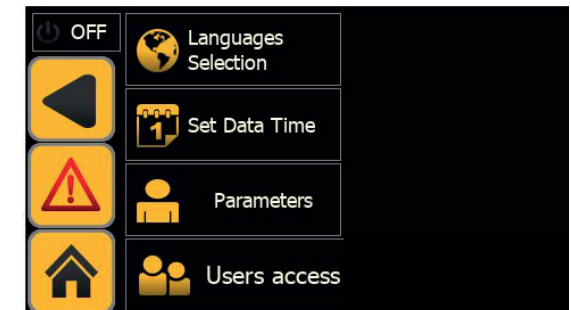 OFF
Languages
Selection
1
Set Data Time
Parameters
Users access